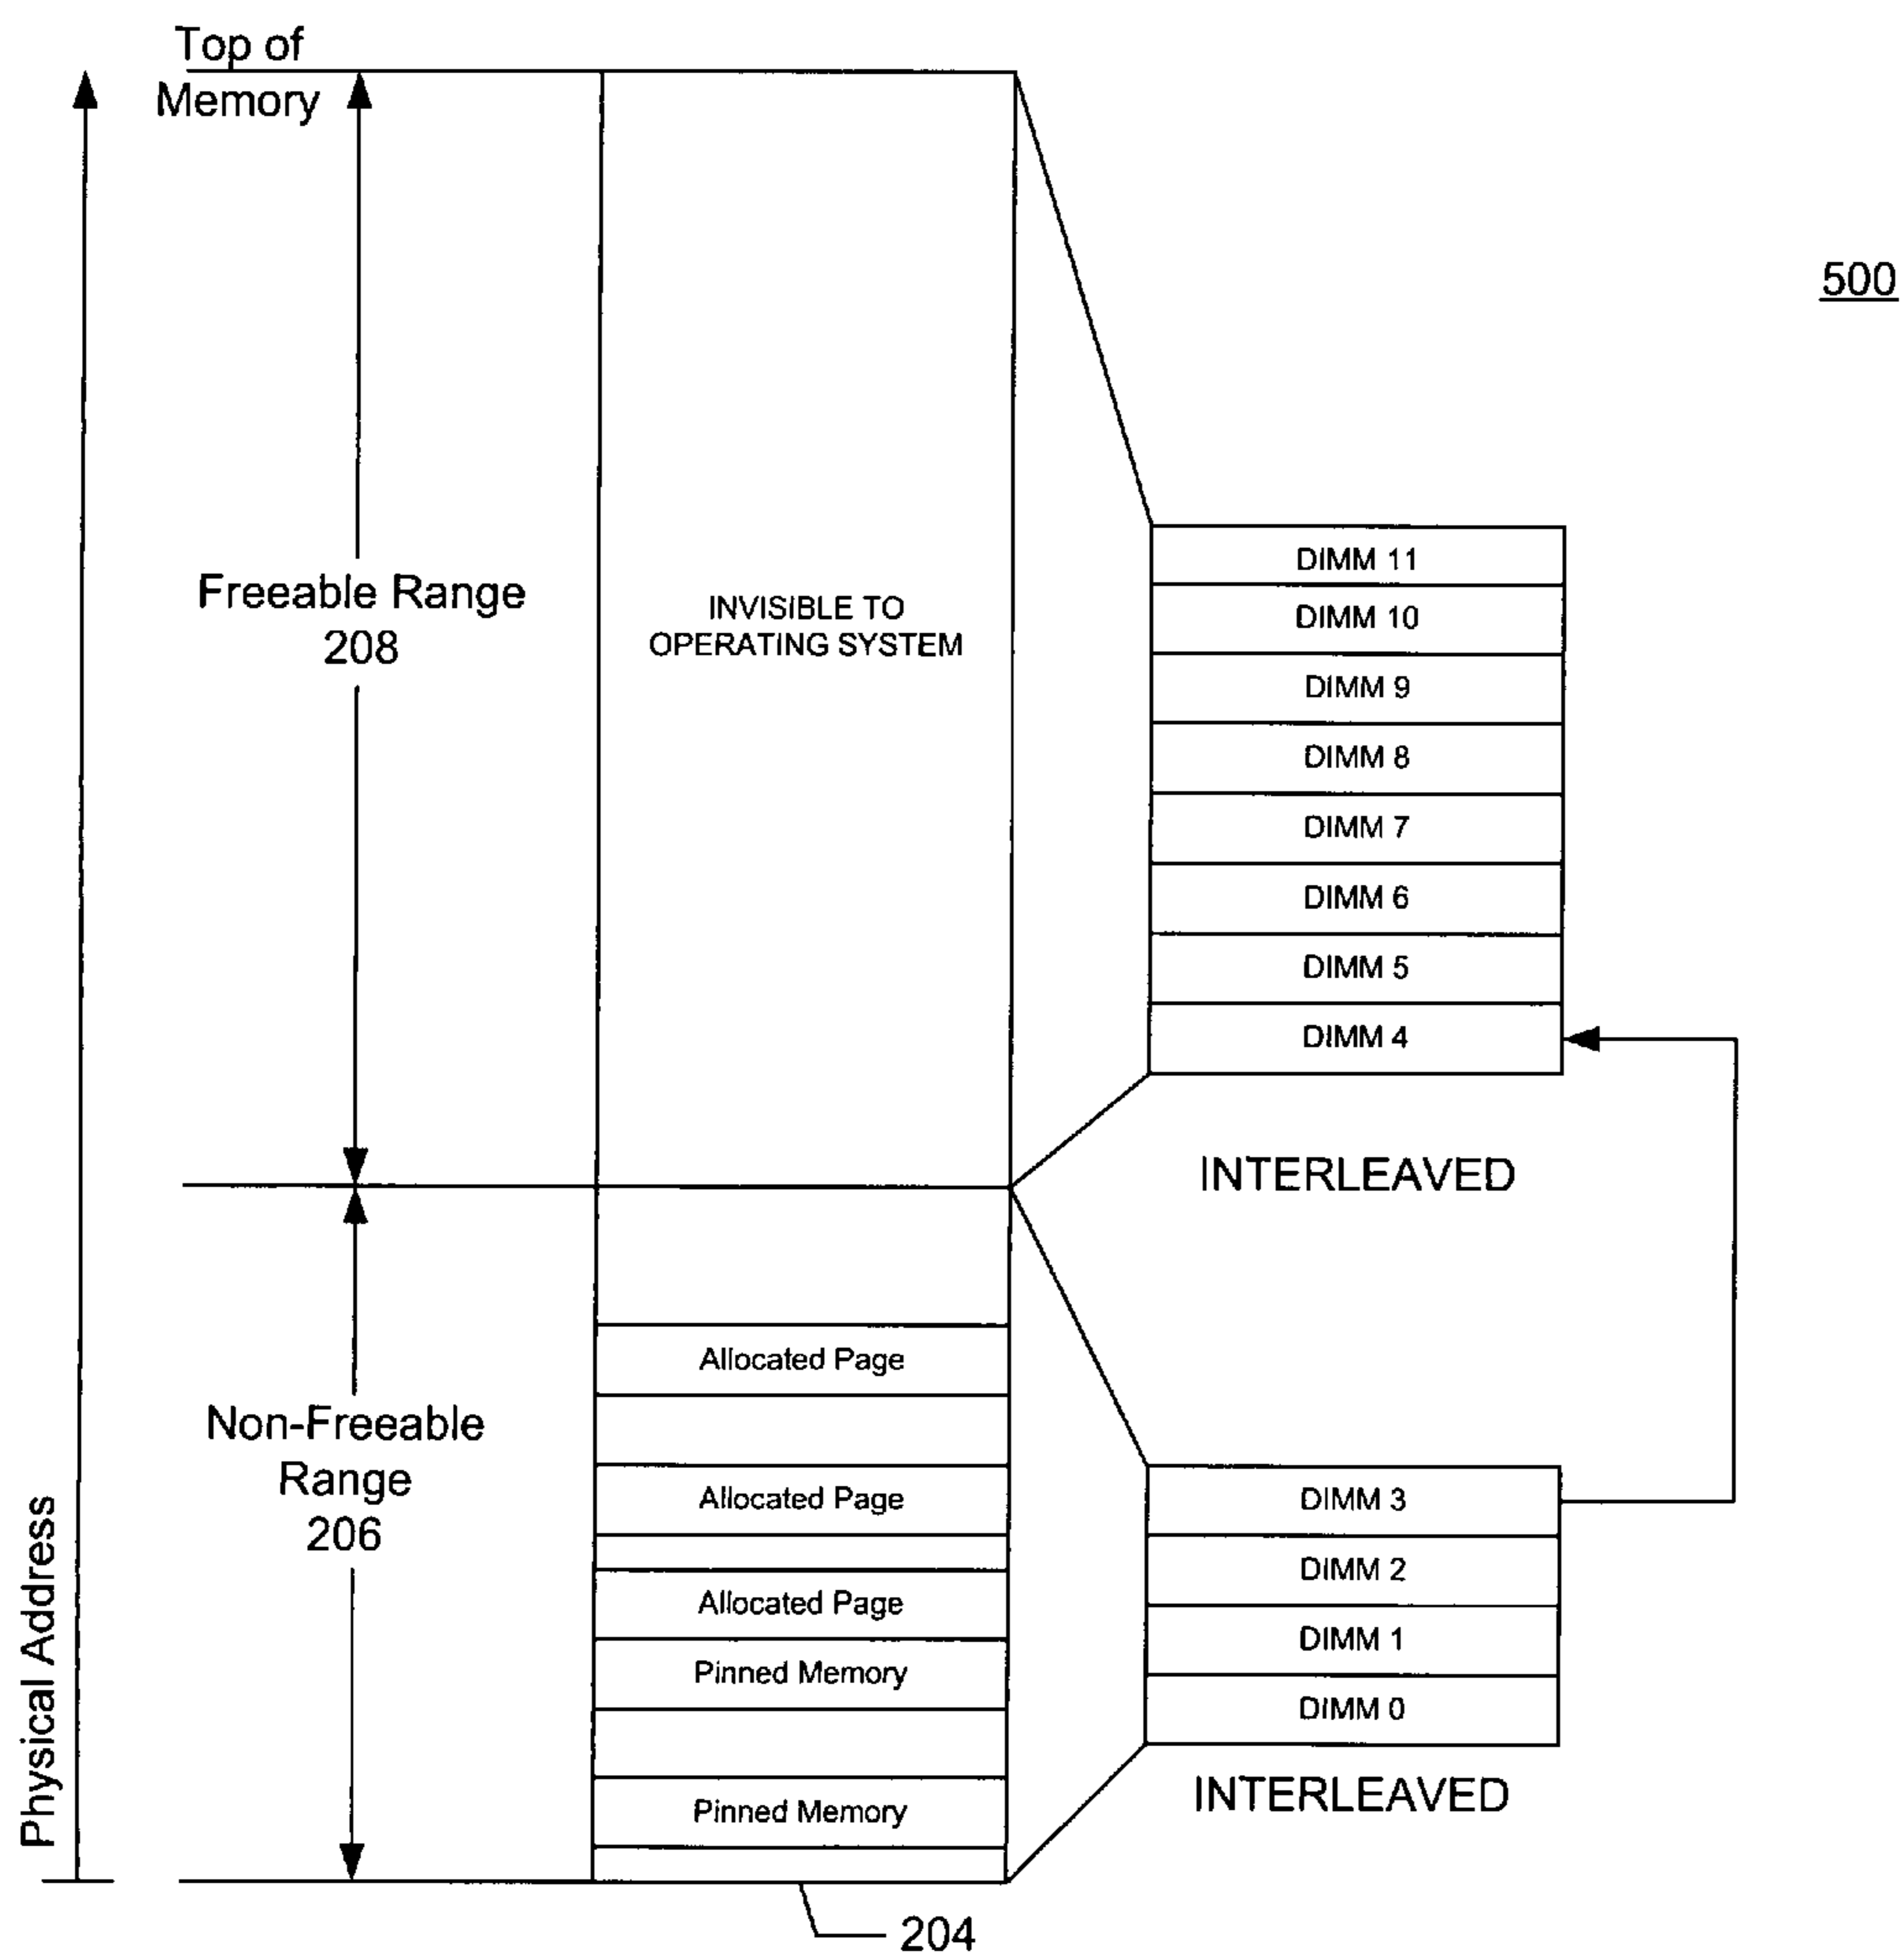 Top of
Memory
500
Freeable Range
208
INVISIBLE TO
OPERATING SYSTEM
DIMM 11
DIMM 10
DIMM 9
DIMM 8
DIMM 7
DIMM 6
DIMM 5
DIMM 4
INTERLEAVED
Non-Freeable
Range
206
Allocated Page
Allocated Page
Allocated Page
Pinned Memory
Pinned Memory
DIMM 3
DIMM 2
DIMM 1
DIMM 0
INTERLEAVED
Physical Address
204